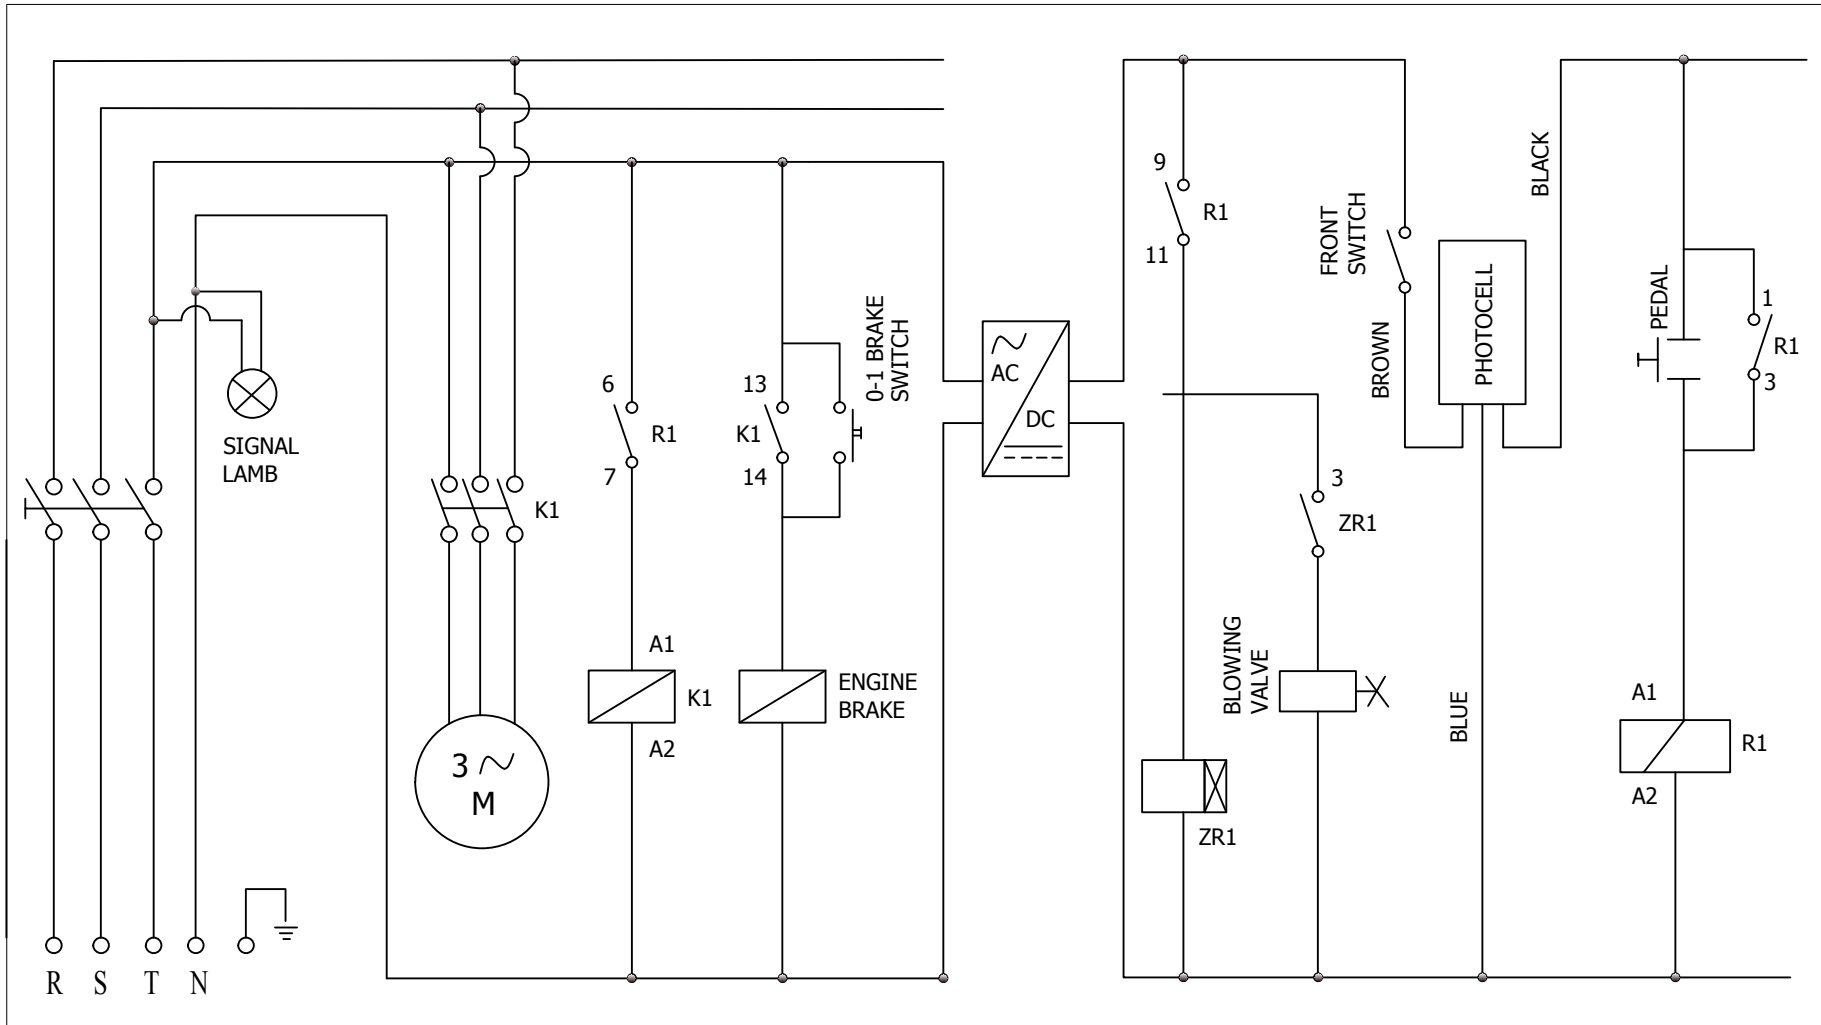 SIGNAL
LAMB
R
S
T
N
K1
3
M
6
R1
7
A1
K1
A2
13
K1
14
0-1 BRAKE
SWITCH
ENGINE
BRAKE
AC
DC
9
R1
11
ZR1
3
ZR1
BLOWING
VALVE
FRONT
SWITCH
BROWN
PHOTOCELL
BLUE
BLACK
PEDAL
1
R1
3
A1
R1
A2